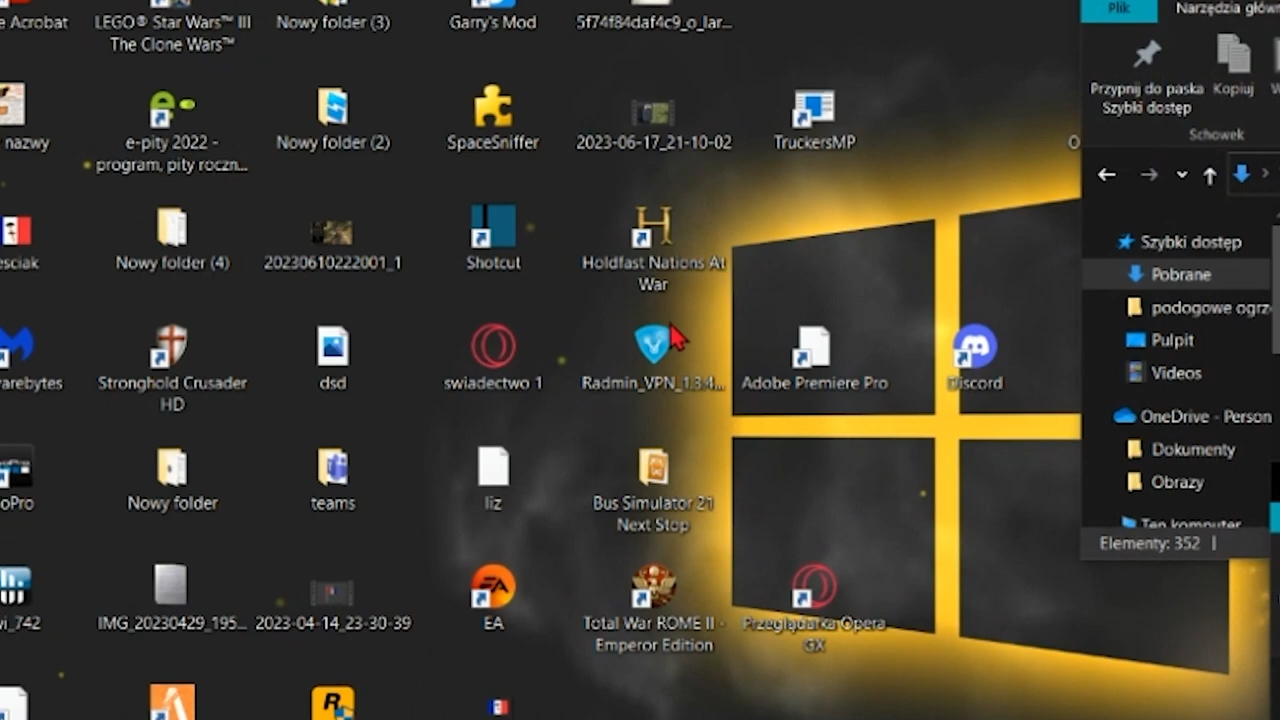 e Acrobat
LEGO® Star Wars™ III
The Clone Wars™
Nowy folder (3)
Garry's Mod
5f74f84daf4c9_o_lar...
nazwy
e-pity 2022 -
program, pity roczn...
Nowy folder (2)
SpaceSniffer
2023-06-17_21-10-02
TruckersMP
O
esciak
Nowy folder (4)
20230610222001_1
Shotcut
Holdfast Nations At
War
varebytes
Stronghold Crusader
HD
dsd
swiadectwo 1
Radmin_VPN_1.3.4...
Adobe Premiere Pro
Discord
oPro
Nowy folder
teams
liz
Bus Simulator 21
Next Stop
vi_742
IMG_20230429_195...
2023-04-14_23-30-39
EA
Total War ROME II -
Emperor Edition
Przeglądarka Opera
GX
R
Plik
Narzędzia główn
Przypnij do paska
Szybki dostęp
Kopiuj
W
Schowek
Szybki dostęp
Pobrane
podogowe ogrz
Pulpit
Videos
OneDrive - Person
Dokumenty
Obrazy
Ten komputer
Elementy: 352